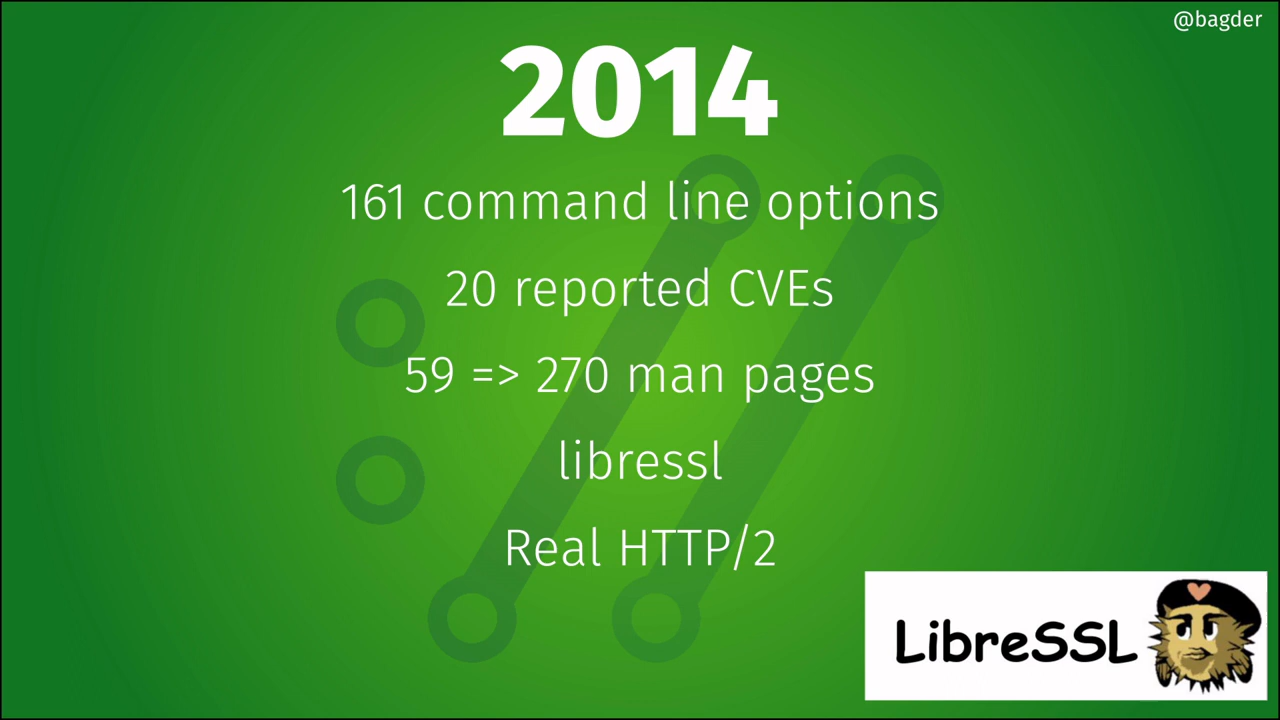 @bagder
2014
161 command line options
20 reported CVEs
59 => 270 man pages
libressl
Real HTTP/2
LibreSSL